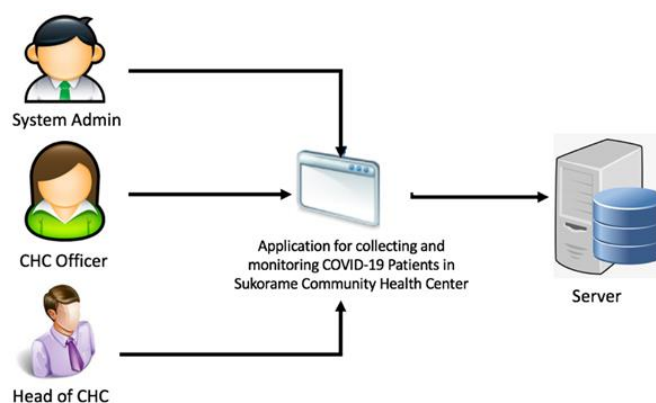 System Admin
CHC Officer
Head of CHC
Application for collecting and
monitoring COVID-19 Patients in
Sukorame Community Health Center
Server